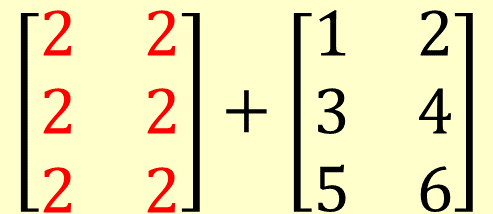 [2 2] + [1 2]
[2 2] + [3 4]
[2 2] + [5 6]